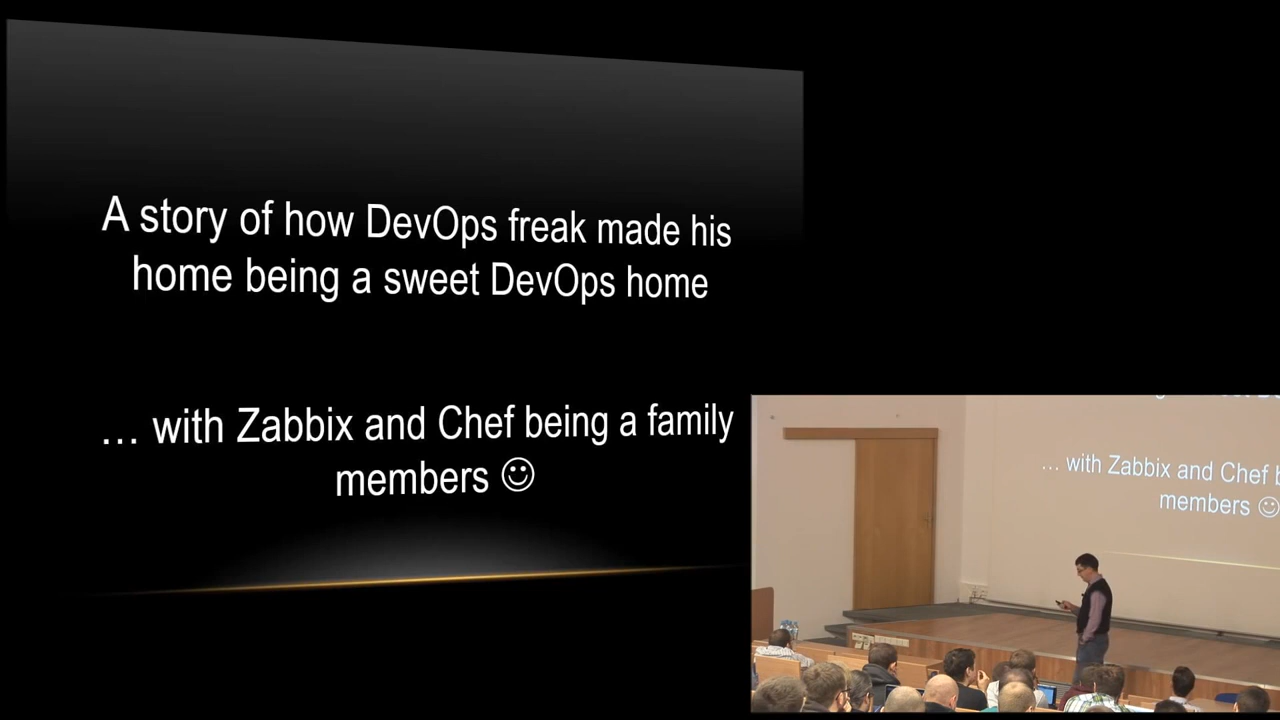 A story of how DevOps freak made his
home being a sweet DevOps home
… with Zabbix and Chef being a family
members ☺
… with Zabbix and Chef b
members ☺